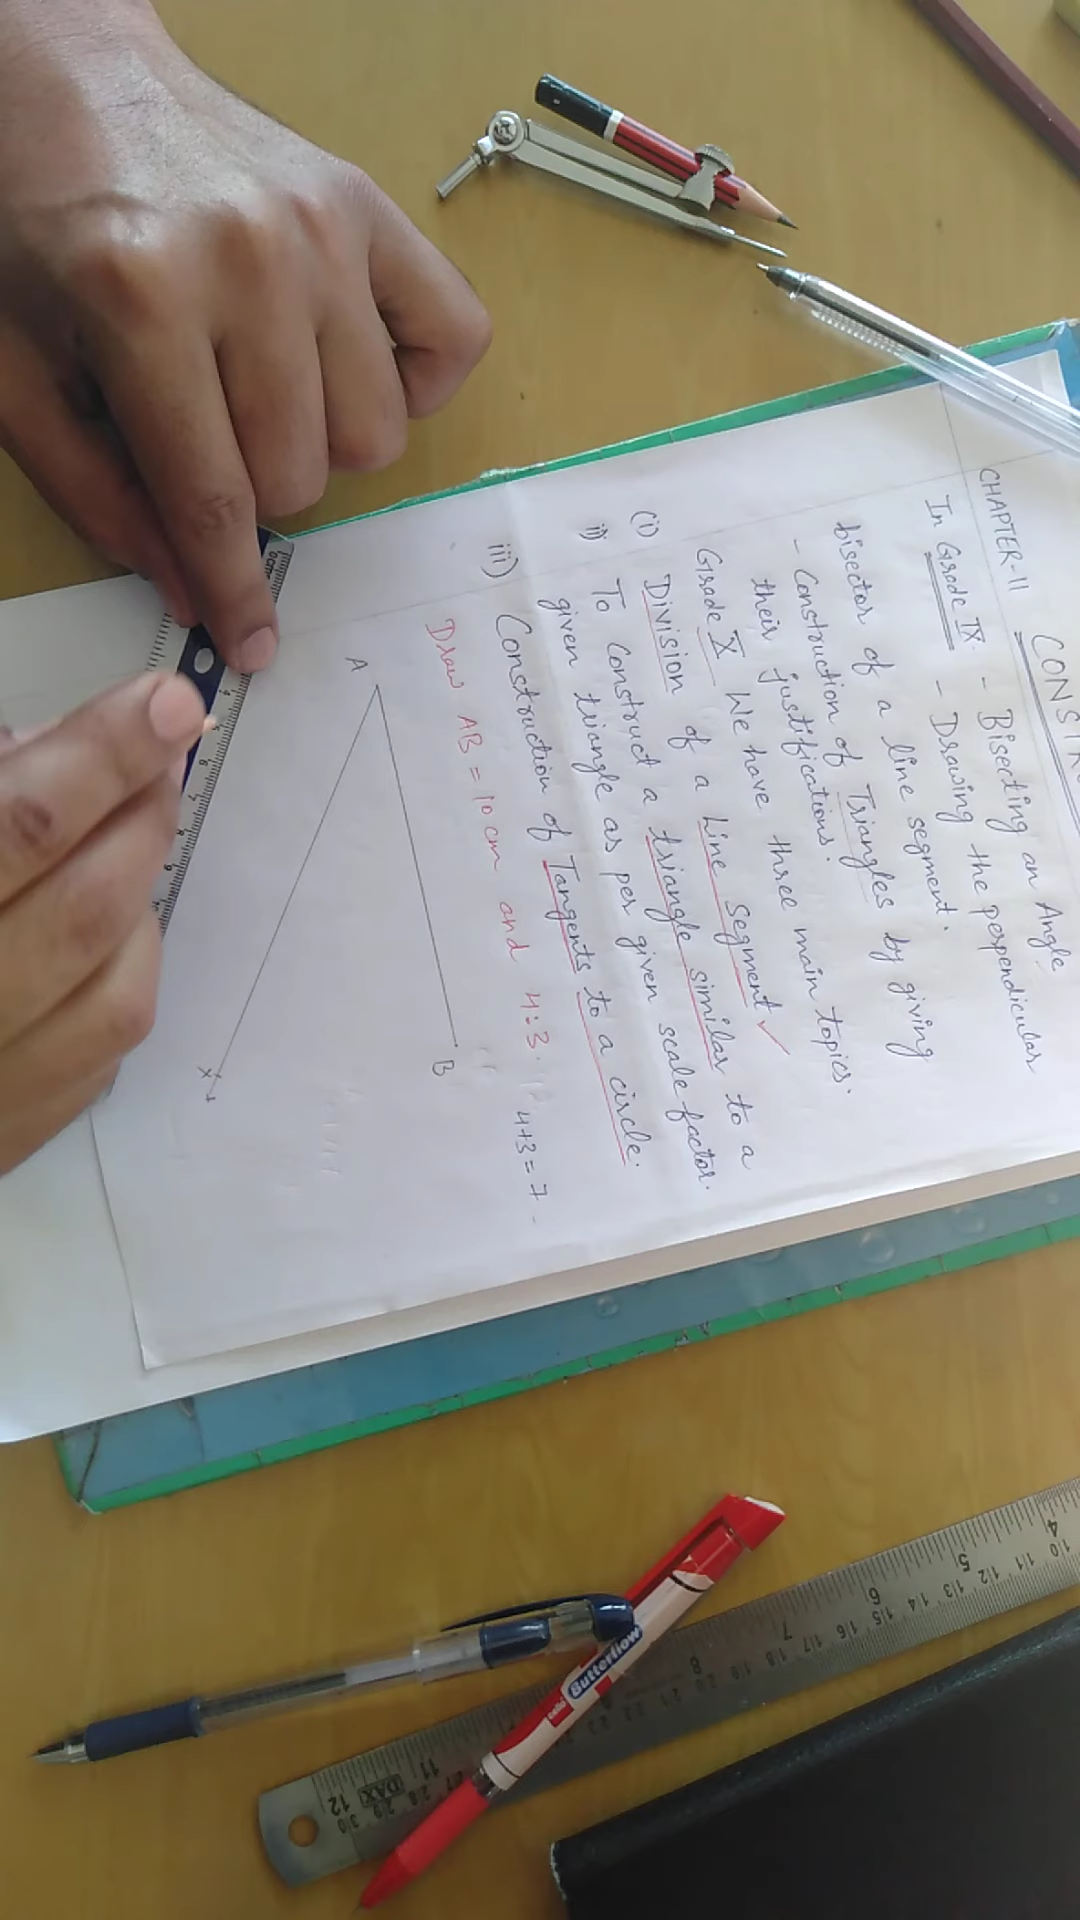 CONSTR
CHAPTER-11
In Grade IX - Bisecting an Angle
- Drawing the perpendicular
bisector of a line segment.
- Construction of Triangles by giving
their justifications.
Grade X We have three main topics.
(i) Division of a Line segment ✓
ii) To Construct a triangle similar to a
given triangle as per given scale factor.
iii) Construction of Tangents to a circle.
Draw AB = 10 cm and 4:3. 4+3=7
A
B
X
Butterflow
cello
DAX